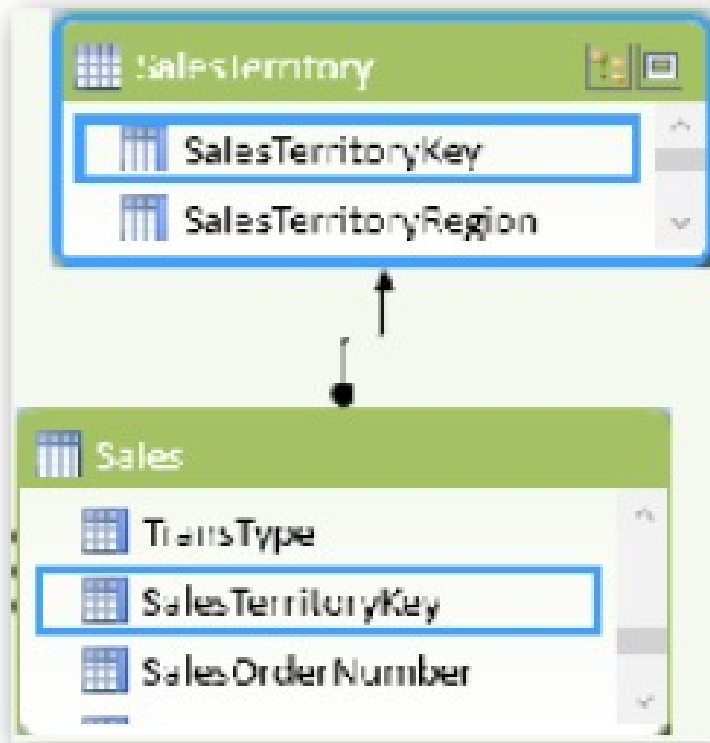 SalesTerritory
SalesTerritoryKey
SalesTerritoryRegion
Sales
TransType
SalesTerritoryKey
SalesOrderNumber